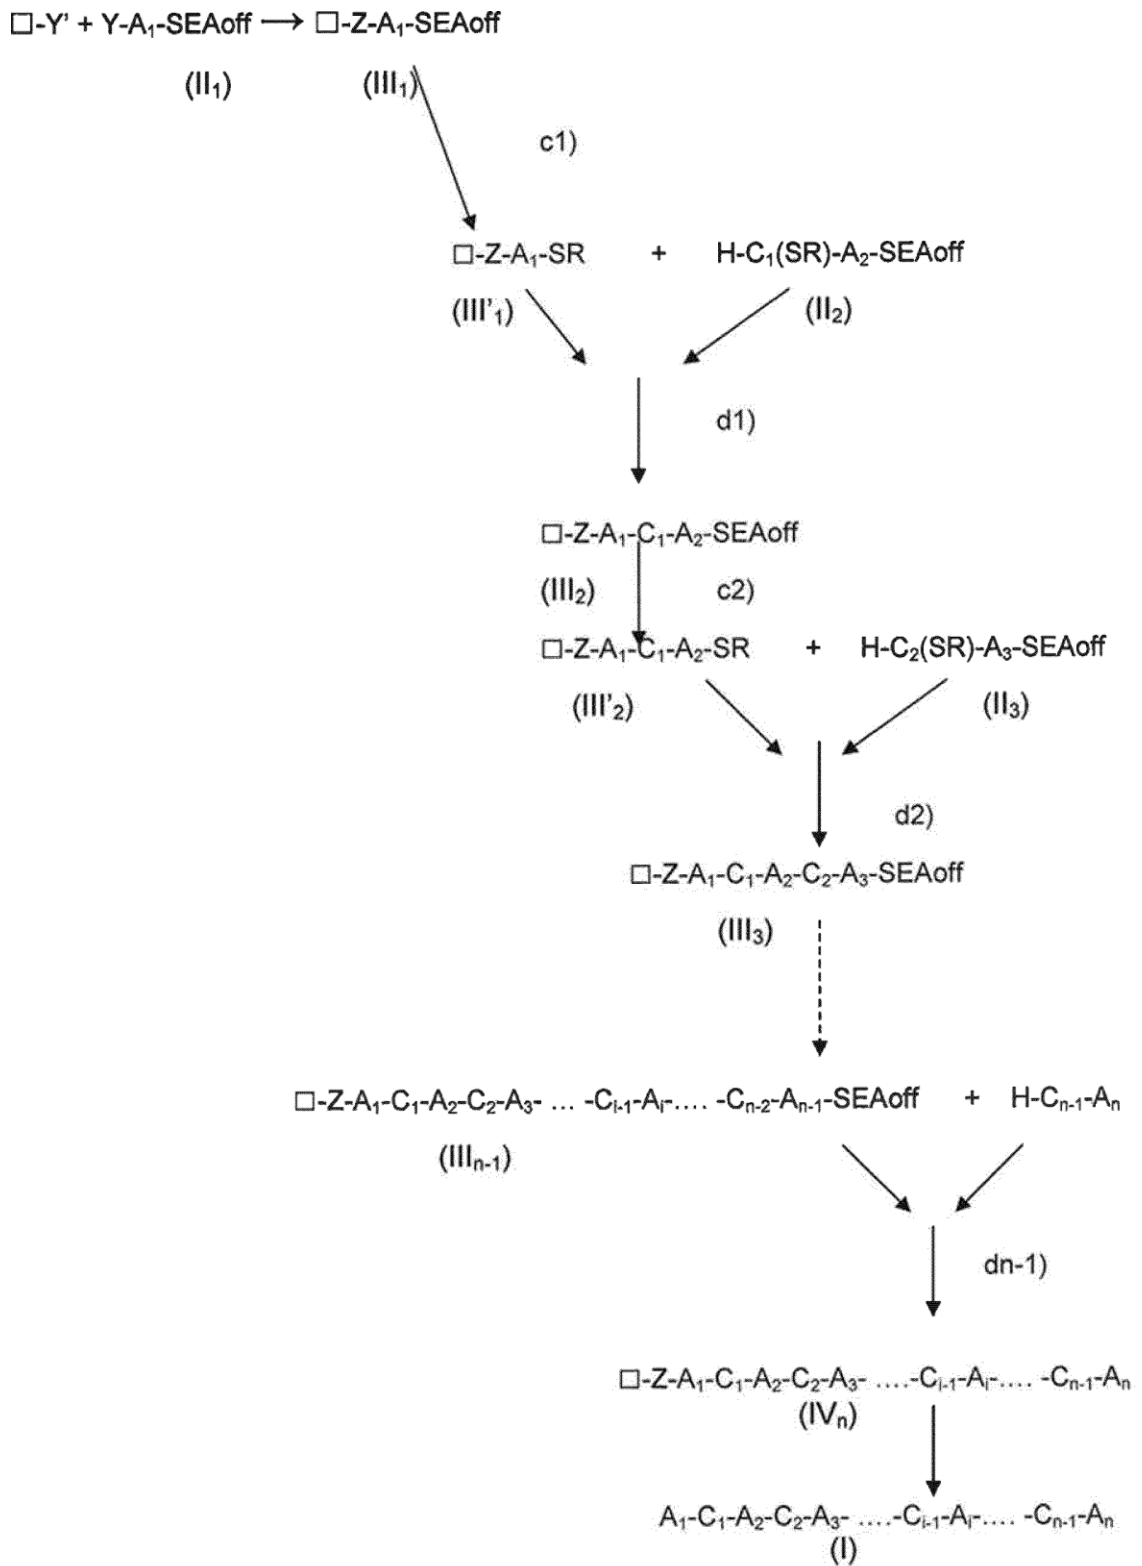 □-Y' + Y-A₁-SEAoff → □-Z-A₁-SEAoff
(II₁) (III₁)
c1)
□-Z-A₁-SR + H-C₁(SR)-A₂-SEAoff
(III'₁) (II₂)
d1)
□-Z-A₁-C₁-A₂-SEAoff
(III₂) c2)
□-Z-A₁-C₁-A₂-SR + H-C₂(SR)-A₃-SEAoff
(III'₂) (II₃)
d2)
□-Z-A₁-C₁-A₂-C₂-A₃-SEAoff
(III₃)
□-Z-A₁-C₁-A₂-C₂-A₃- ... -Cᵢ₋₁-Aᵢ-.... -Cₙ₋₂-Aₙ₋₁-SEAoff + H-Cₙ₋₁-Aₙ
(IIIₙ₋₁)
dn-1)
□-Z-A₁-C₁-A₂-C₂-A₃- ....-Cᵢ₋₁-Aᵢ-.... -Cₙ₋₁-Aₙ
(IVₙ)
A₁-C₁-A₂-C₂-A₃- ....-Cᵢ₋₁-Aᵢ-.... -Cₙ₋₁-Aₙ
(I)